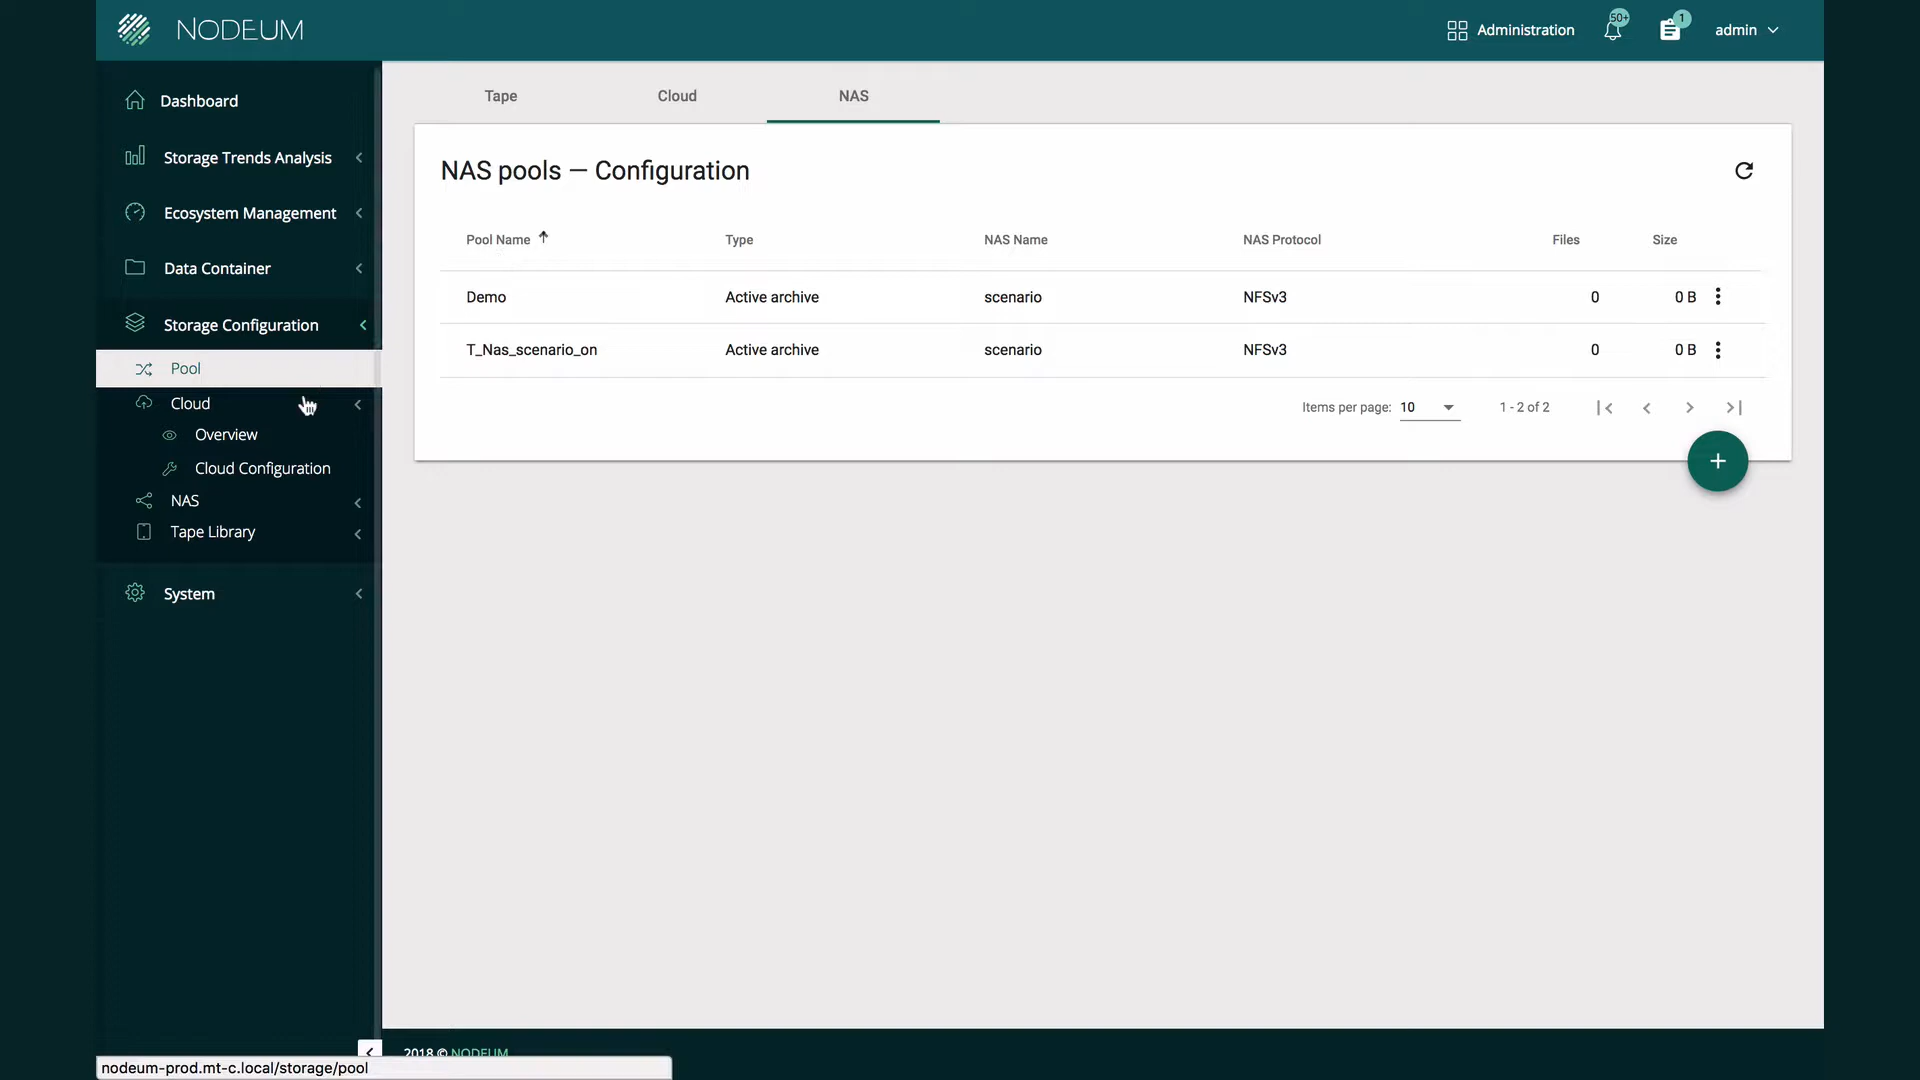 NODEUM
Administration
50+
1
admin
Dashboard
Storage Trends Analysis
Ecosystem Management
Data Container
Storage Configuration
Pool
Cloud
Overview
Cloud Configuration
NAS
Tape Library
System
Tape Cloud NAS
NAS pools — Configuration
Pool Name Type NAS Name NAS Protocol Files Size
Demo Active archive scenario NFSv3 0 0 B
T_Nas_scenario_on Active archive scenario NFSv3 0 0 B
Items per page: 10 1 - 2 of 2
2018 © NODEUM
nodeum-prod.mt-c.local/storage/pool